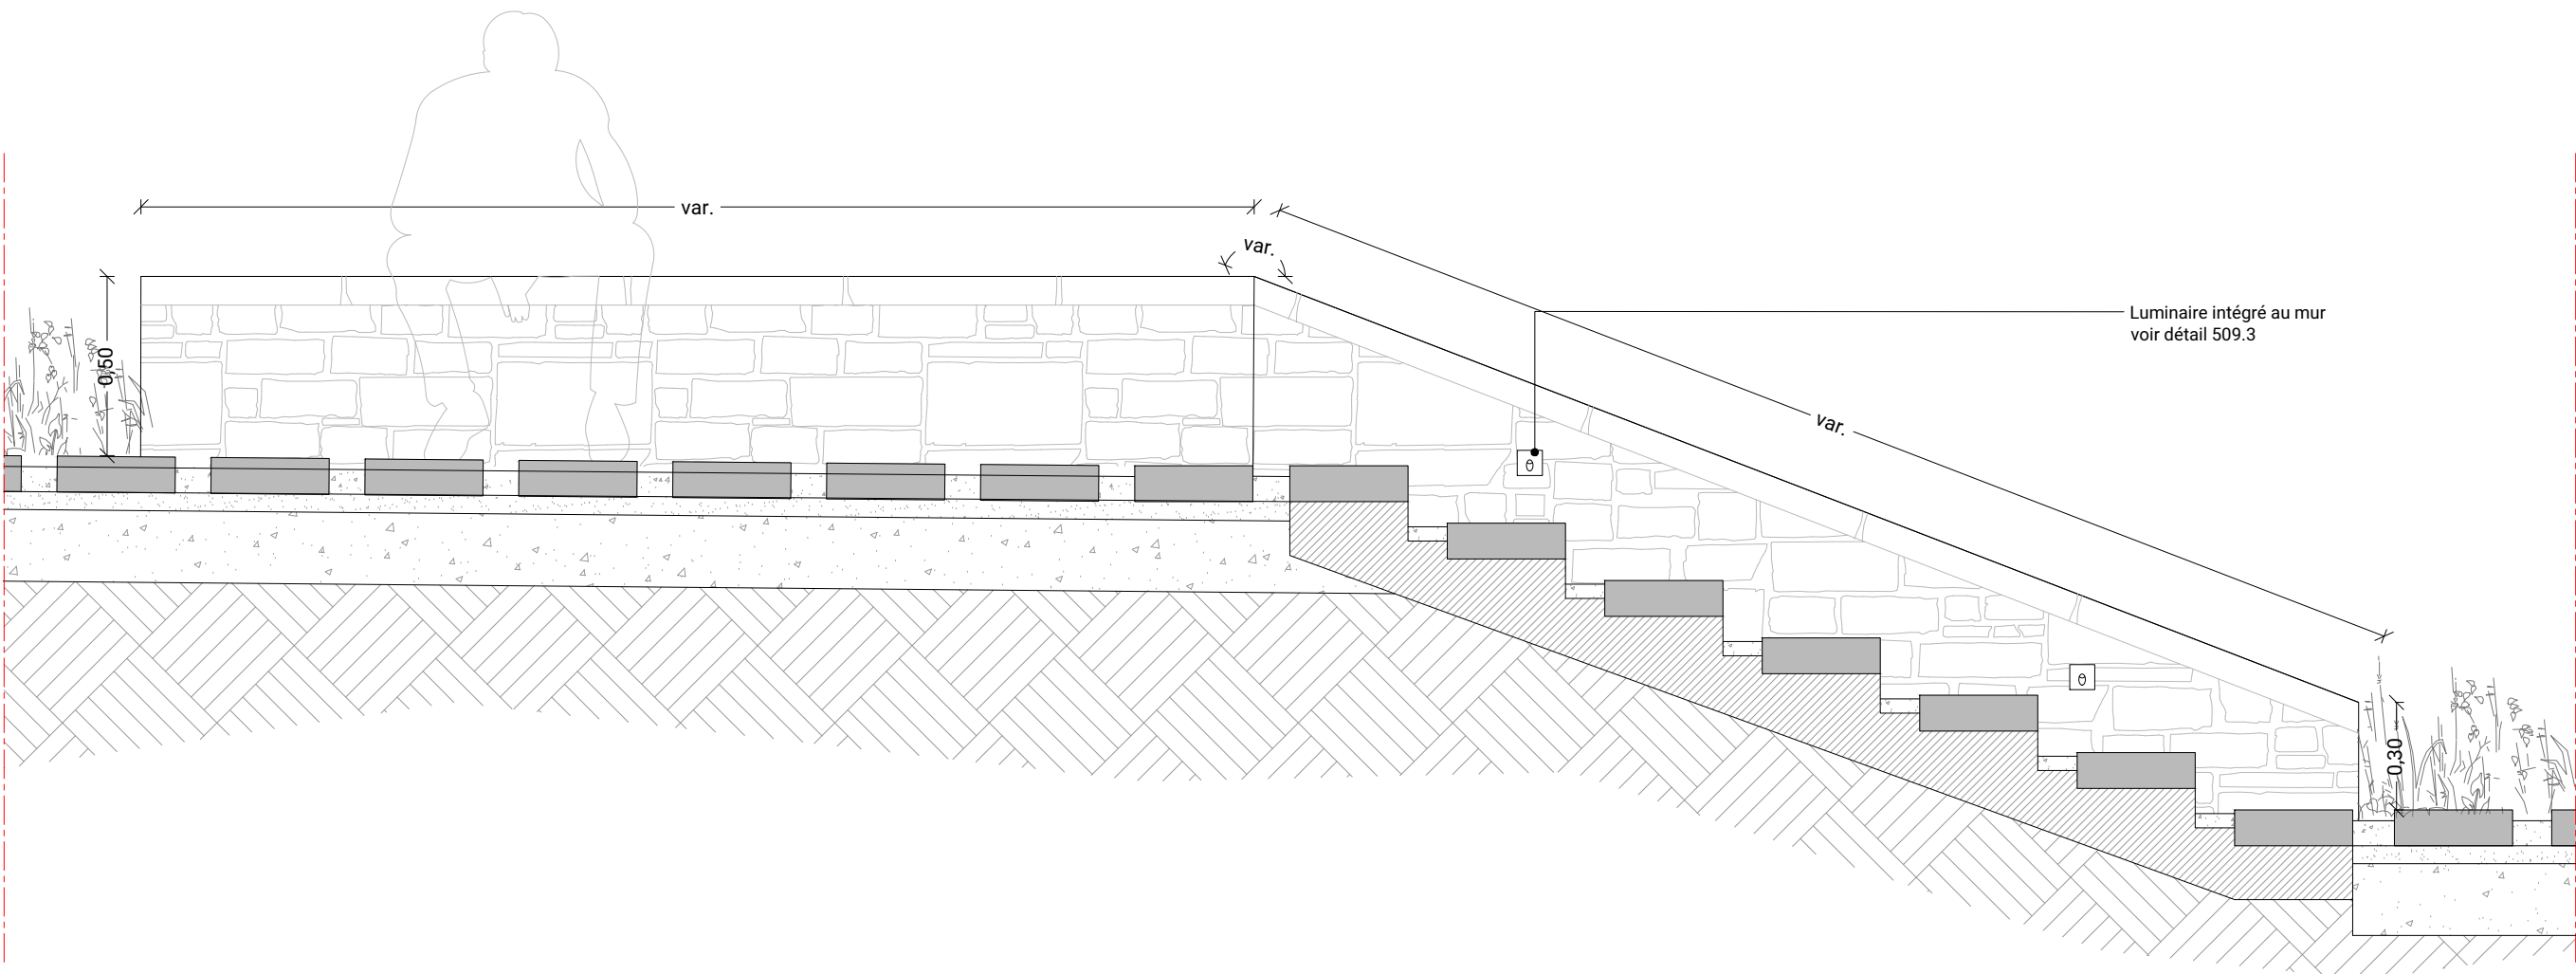 var.
var.
Luminaire intégré au mur
voir détail 509.3
0,50
var.
0,30